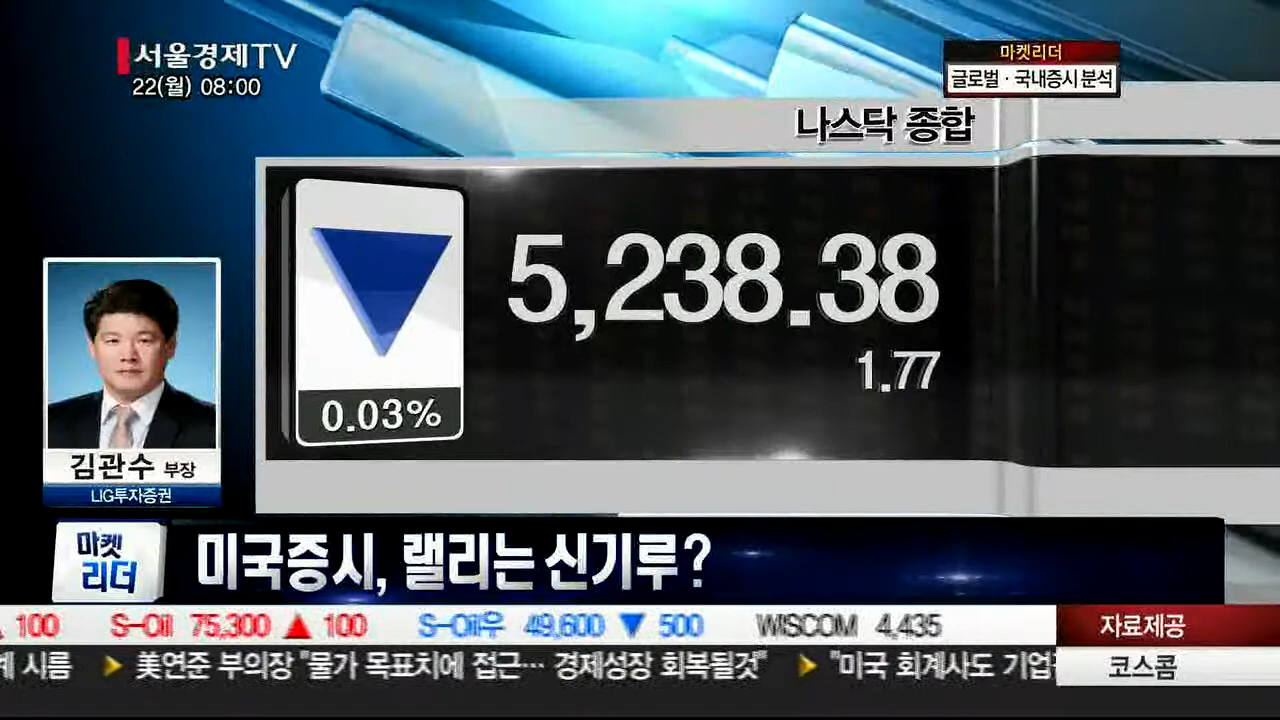 서울경제TV
22(월) 08:00
마켓리더
글로벌·국내증시 분석
나스닥 종합
5,238.38
1.77
0.03%
김관수 부장
LIG투자증권
마켓
리더
미국증시, 랠리는 신기루?
100 S-Oil 75,300 ▲ 100 S-Oil우 49,600 ▼ 500 WISCOM 4,435
자료제공
시름 ▶ 美연준 부의장 "물가 목표치에 접근… 경제성장 회복될것" ▶ "미국 회계사도 기업
코스콤